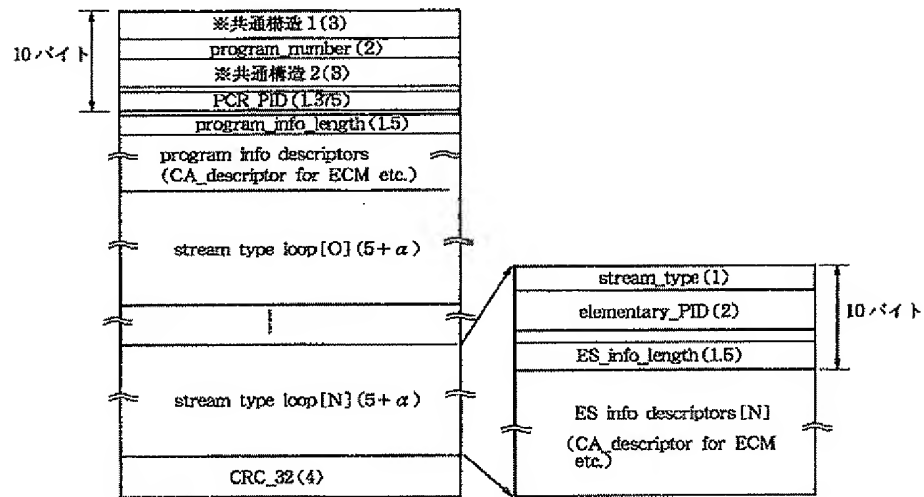 10バイト
※共通構造1(3)
program_number(2)
※共通構造2(3)
PCR_PID(1.375)
program_info_length(1.5)
program info descriptors
(CA_descriptor for ECM etc.)
stream type loop[O](5+α)
stream type loop[N](5+α)
CRC_32(4)
stream_type(1)
elementary_PID(2)
ES_info_length(1.5)
10バイト
ES info descriptors[N]
(CA_descriptor for ECM
etc.)